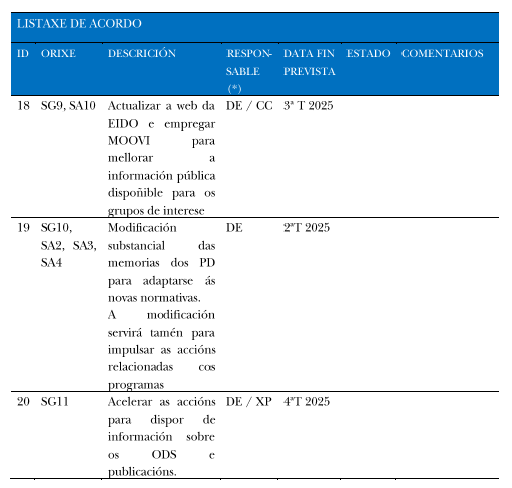 LISTAXE DE ACORDO
ID ORIXE DESCRICIÓN RESPON- DATA FIN ESTADO COMENTARIOS
SABLE PREVISTA
(*)
18 SG9, SA10 Actualizar a web da DE / CC 3ª T 2025
EIDO e empregar
MOOVI para
mellorar a
información pública
dispoñible para os
grupos de interese
19 SG10, Modificación DE 2ªT 2025
SA2, SA3, substancial das
SA4 memorias dos PD
para adaptarse ás
novas normativas.
A modificación
servirá tamén para
impulsar as accións
relacionadas cos
programas
20 SG11 Acelerar as accións DE / XP 4ªT 2025
para dispor de
información sobre
os ODS e
publicacións.